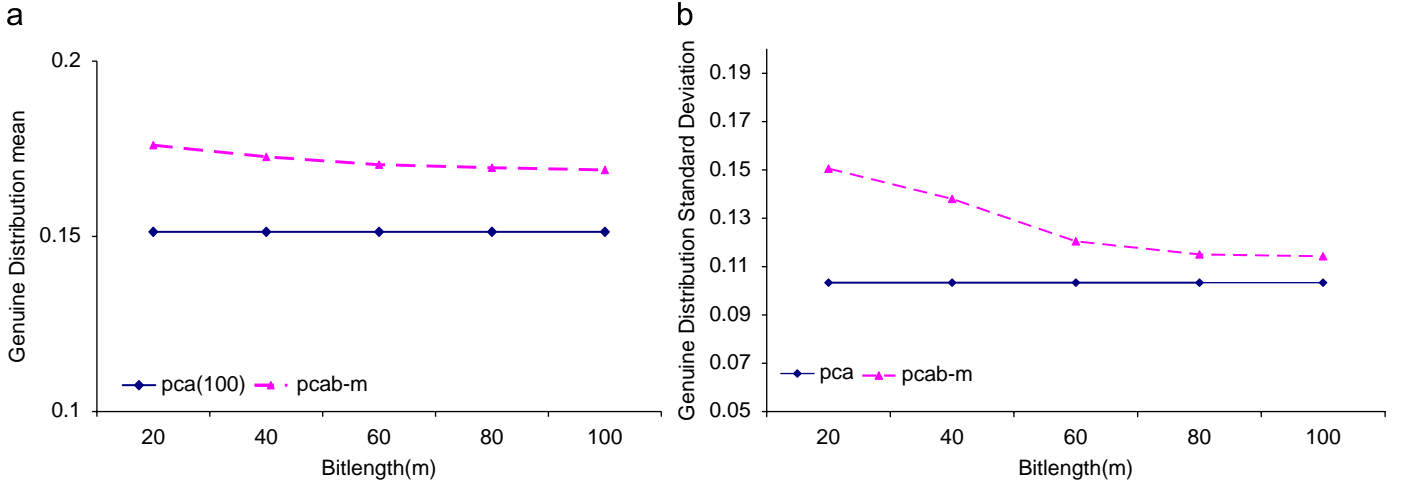 a
Genuine Distribution mean
0.2
0.15
0.1
pca(100) pcab-m
20 40 60 80 100
Bitlength(m)
b
Genuine Distribution Standard Deviation
0.19
0.17
0.15
0.13
0.11
0.09
0.07
0.05
pca pcab-m
20 40 60 80 100
Bitlength(m)